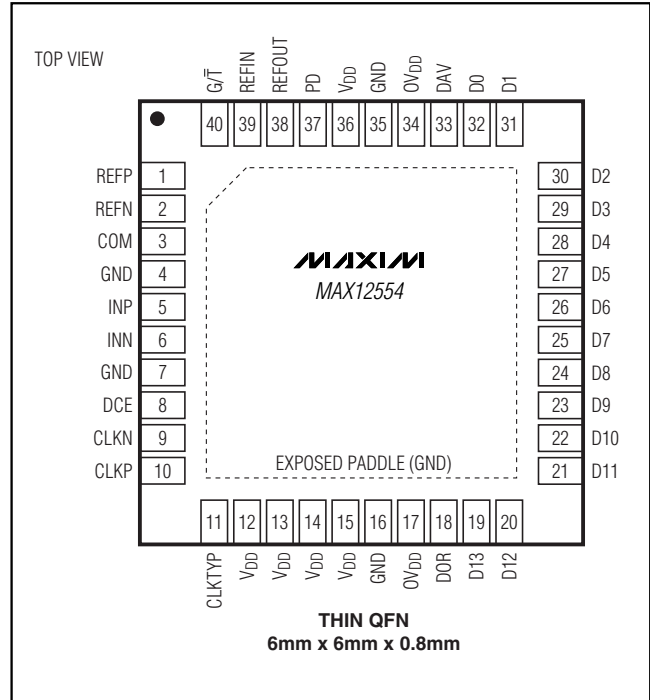 TOP VIEW
G/T̅ REFIN REFOUT PD VDD GND OVDD DAV D0 D1
40 39 38 37 36 35 34 33 32 31
REFP 1 30 D2
REFN 2 29 D3
COM 3 28 D4
GND 4 27 D5
INP 5 26 D6
INN 6 25 D7
GND 7 24 D8
DCE 8 23 D9
CLKN 9 22 D10
CLKP 10 21 D11
MAXIM
MAX12554
EXPOSED PADDLE (GND)
11 12 13 14 15 16 17 18 19 20
CLKTYP VDD VDD VDD VDD GND OVDD DOR D13 D12
THIN QFN
6mm x 6mm x 0.8mm